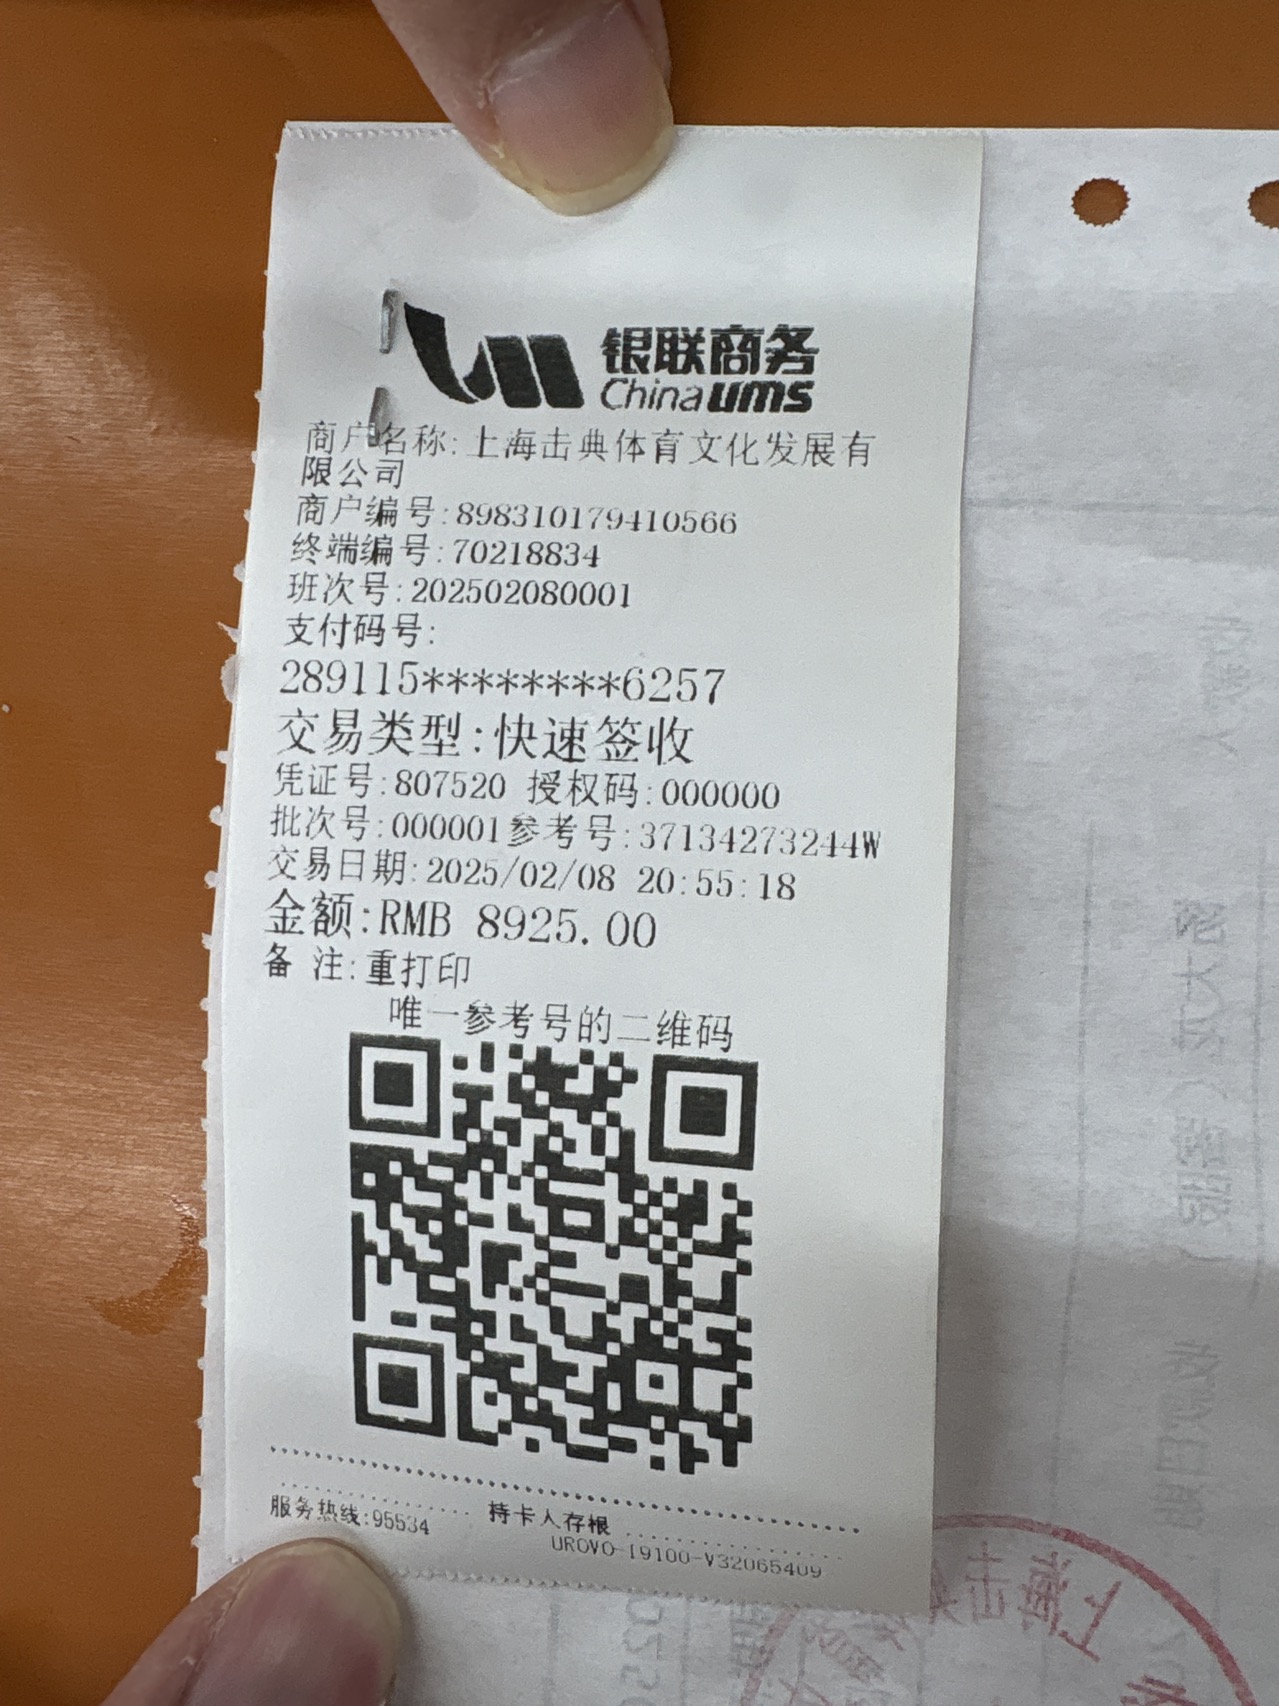 银联商务
China ums
商户名称:上海击典体育文化发展有
限公司
商户编号:898310179410566
终端编号:70218834
班次号:202502080001
支付码号:
289115********6257
交易类型:快速签收
凭证号:807520 授权码:000000
批次号:000001参考号:37134273244W
交易日期:2025/02/08 20:55:18
金额:RMB 8925.00
备 注:重打印
唯一参考号的二维码
服务热线:95534
持卡人存根
UROVO-19100-V32065409